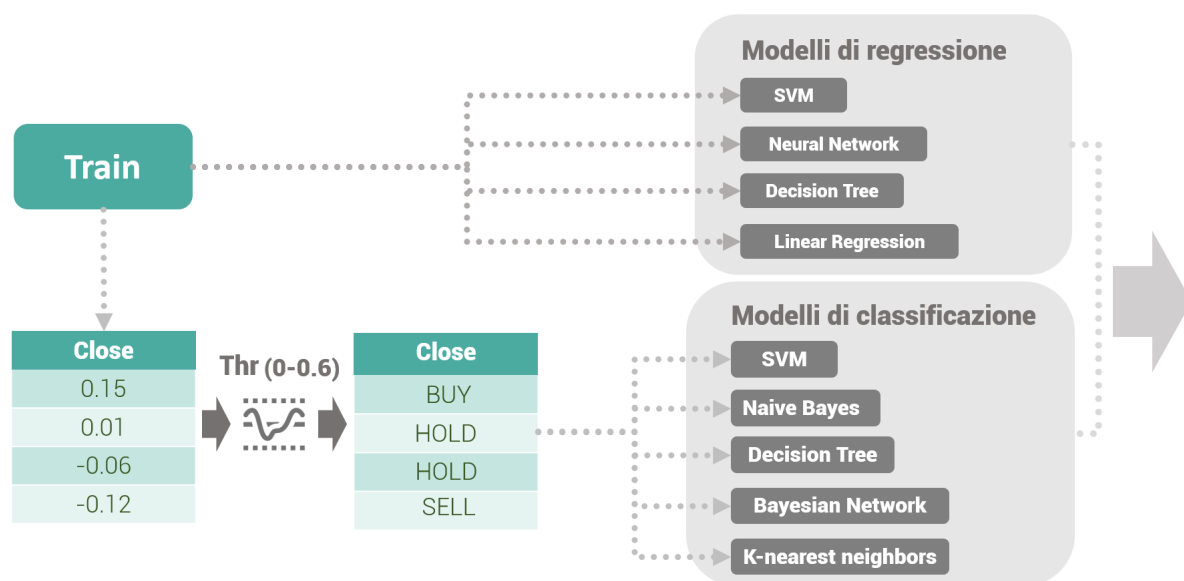 Train
Modelli di regressione
SVM
Neural Network
Decision Tree
Linear Regression
Close
0.15
0.01
-0.06
-0.12
Thr (0-0.6)
Close
BUY
HOLD
HOLD
SELL
Modelli di classificazione
SVM
Naive Bayes
Decision Tree
Bayesian Network
K-nearest neighbors